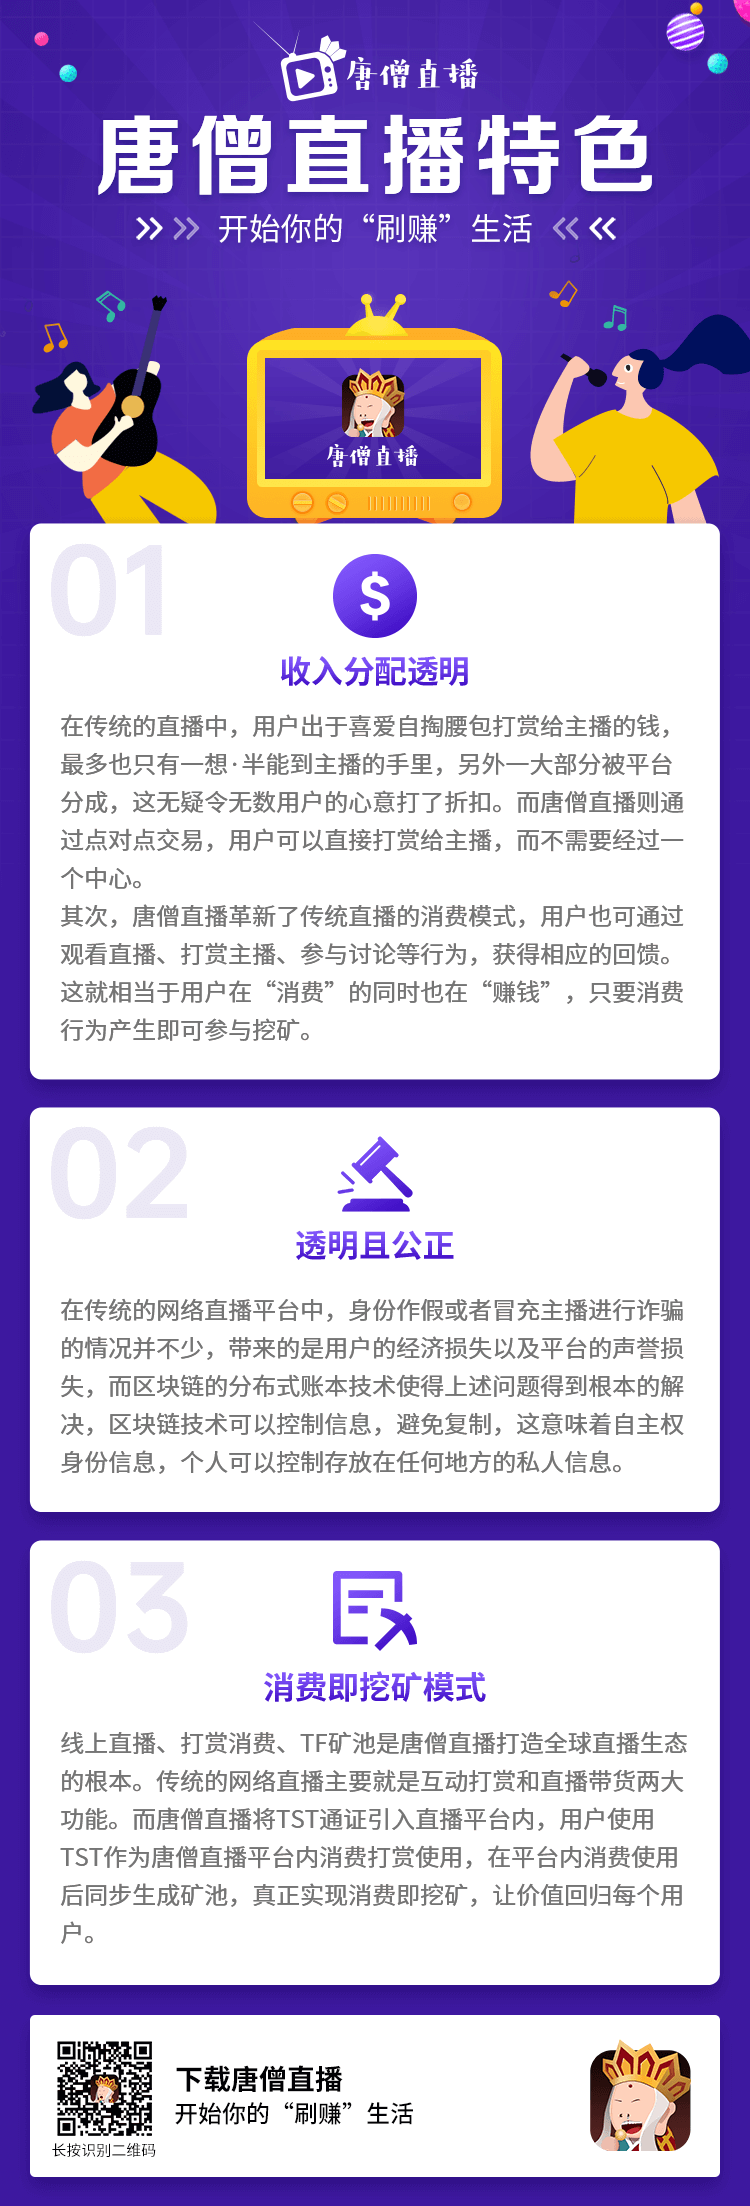 唐僧直播
唐僧直播特色
开始你的“刷赚”生活
唐僧直播
01
$
收入分配透明
在传统的直播中，用户出于喜爱自掏腰包打赏给主播的钱，
最多也只有一想·半能到主播的手里，另外一大部分被平台
分成，这无疑令无数用户的心意打了折扣。而唐僧直播则通
过点对点交易，用户可以直接打赏给主播，而不需要经过一
个中心。
其次，唐僧直播革新了传统直播的消费模式，用户也可通过
观看直播、打赏主播、参与讨论等行为，获得相应的回馈。
这就相当于用户在“消费”的同时也在“赚钱”，只要消费
行为产生即可参与挖矿。
02
透明且公正
在传统的网络直播平台中，身份作假或者冒充主播进行诈骗
的情况并不少，带来的是用户的经济损失以及平台的声誉损
失，而区块链的分布式账本技术使得上述问题得到根本的解
决，区块链技术可以控制信息，避免复制，这意味着自主权
身份信息，个人可以控制存放在任何地方的私人信息。
03
消费即挖矿模式
线上直播、打赏消费、TF矿池是唐僧直播打造全球直播生态
的根本。传统的网络直播主要就是互动打赏和直播带货两大
功能。而唐僧直播将TST通证引入直播平台内，用户使用
TST作为唐僧直播平台内消费打赏使用，在平台内消费使用
后同步生成矿池，真正实现消费即挖矿，让价值回归每个用
户。
下载唐僧直播
开始你的“刷赚”生活
长按识别二维码